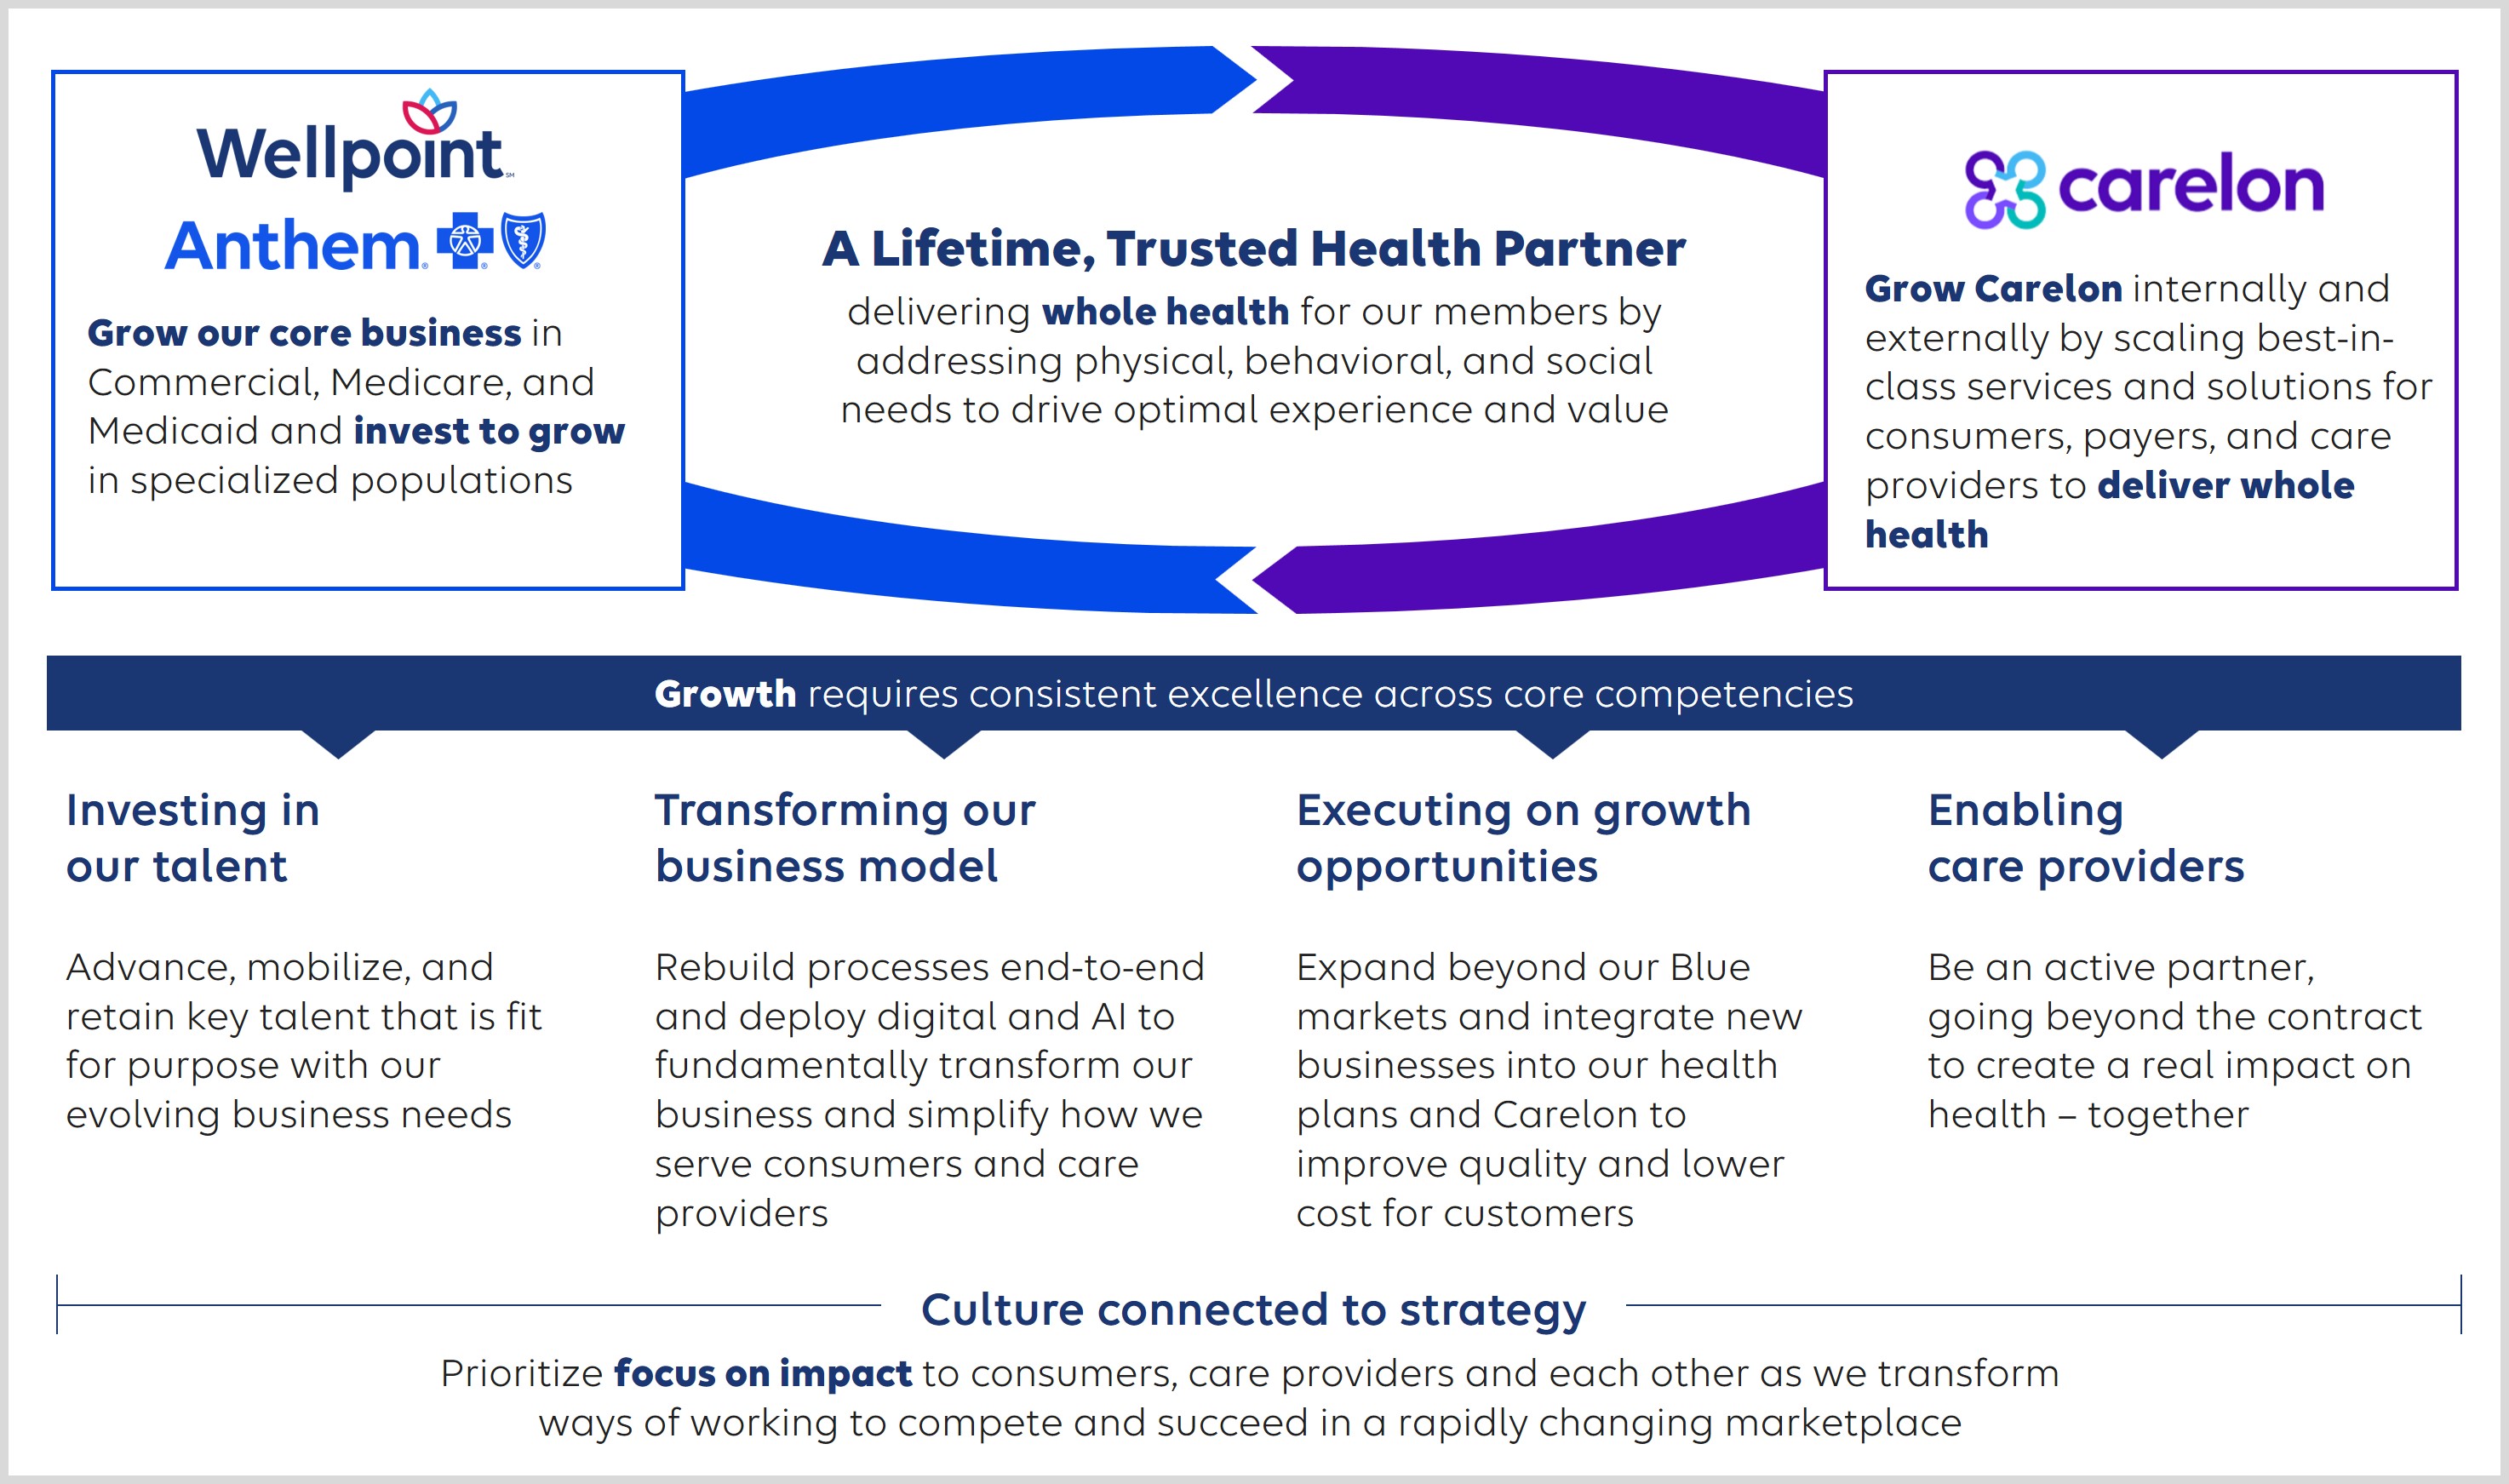 Wellpoint℠
Anthem®
Grow our core business in
Commercial, Medicare, and
Medicaid and invest to grow
in specialized populations
A Lifetime, Trusted Health Partner
delivering whole health for our members by
addressing physical, behavioral, and social
needs to drive optimal experience and value
carelon
Grow Carelon internally and
externally by scaling best-in-
class services and solutions for
consumers, payers, and care
providers to deliver whole
health
Growth requires consistent excellence across core competencies
Investing in
our talent
Advance, mobilize, and
retain key talent that is fit
for purpose with our
evolving business needs
Transforming our
business model
Rebuild processes end-to-end
and deploy digital and AI to
fundamentally transform our
business and simplify how we
serve consumers and care
providers
Executing on growth
opportunities
Expand beyond our Blue
markets and integrate new
businesses into our health
plans and Carelon to
improve quality and lower
cost for customers
Enabling
care providers
Be an active partner,
going beyond the contract
to create a real impact on
health – together
Culture connected to strategy
Prioritize focus on impact to consumers, care providers and each other as we transform
ways of working to compete and succeed in a rapidly changing marketplace